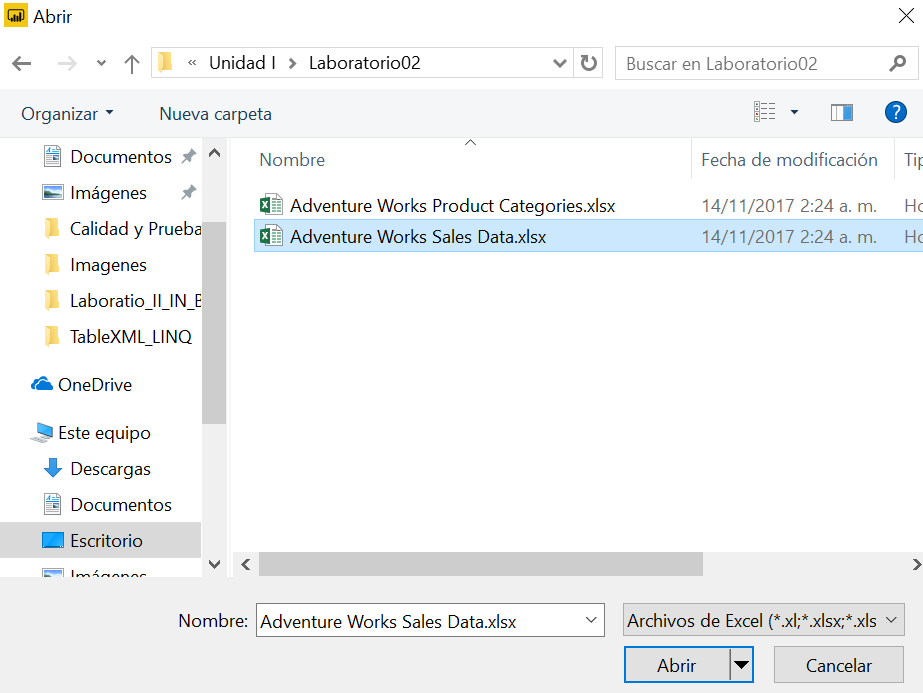 Abrir
« Unidad I > Laboratorio02
Buscar en Laboratorio02
Organizar
Nueva carpeta
?
Documentos
Imágenes
Calidad y Prueba
Imagenes
Laboratio_II_IN_B
TableXML_LINQ
OneDrive
Este equipo
Descargas
Documentos
Escritorio
Imágenes
Nombre Fecha de modificación Tip
Adventure Works Product Categories.xlsx 14/11/2017 2:24 a. m. Ho
Adventure Works Sales Data.xlsx 14/11/2017 2:24 a. m. Ho
Nombre: Adventure Works Sales Data.xlsx Archivos de Excel (*.xl;*.xlsx;*.xls
Abrir Cancelar